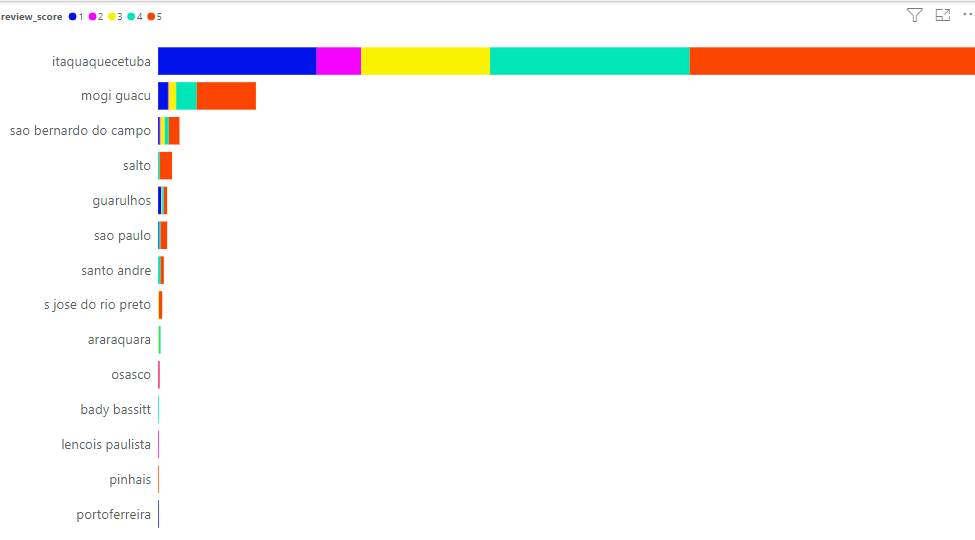 review_score 1 2 3 4 5
itaquaquecetuba
mogi guacu
sao bernardo do campo
salto
guarulhos
sao paulo
santo andre
s jose do rio preto
araraquara
osasco
bady bassitt
lencois paulista
pinhais
portoferreira